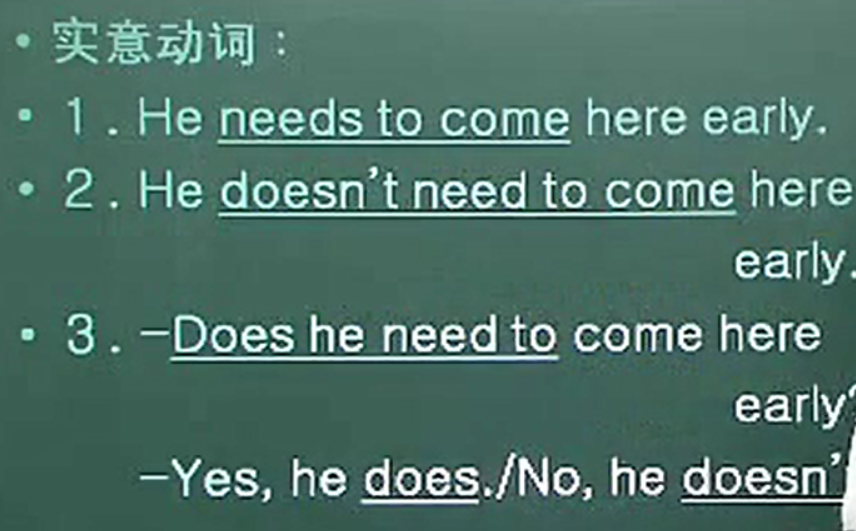 • 实意动词：
• 1. He needs to come here early.
• 2. He doesn't need to come here
early.
• 3. –Does he need to come here
early?
–Yes, he does./No, he doesn'